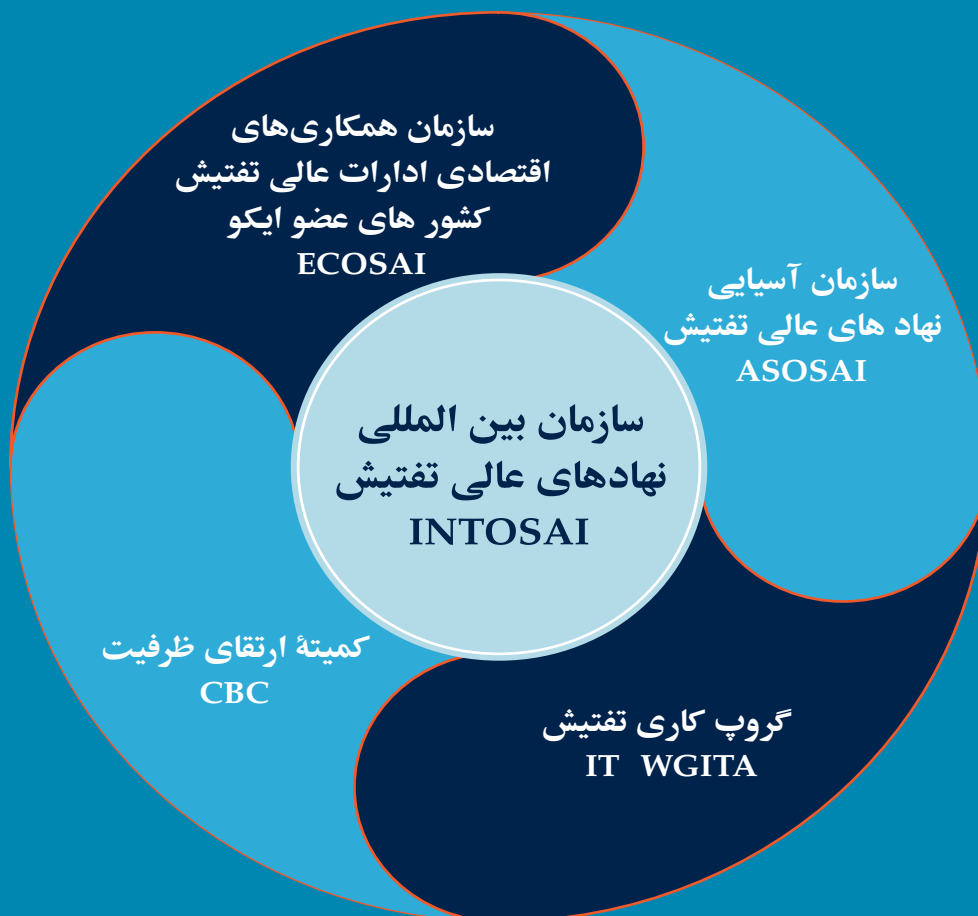 سازمان همکاری‌های
اقتصادی ادارات عالی تفتیش
کشور های عضو ایکو
ECOSAI
سازمان آسیایی
نهاد های عالی تفتیش
ASOSAI
سازمان بین المللی
نهادهای عالی تفتیش
INTOSAI
کمیتهٔ ارتقای ظرفیت
CBC
گروپ کاری تفتیش
IT WGITA